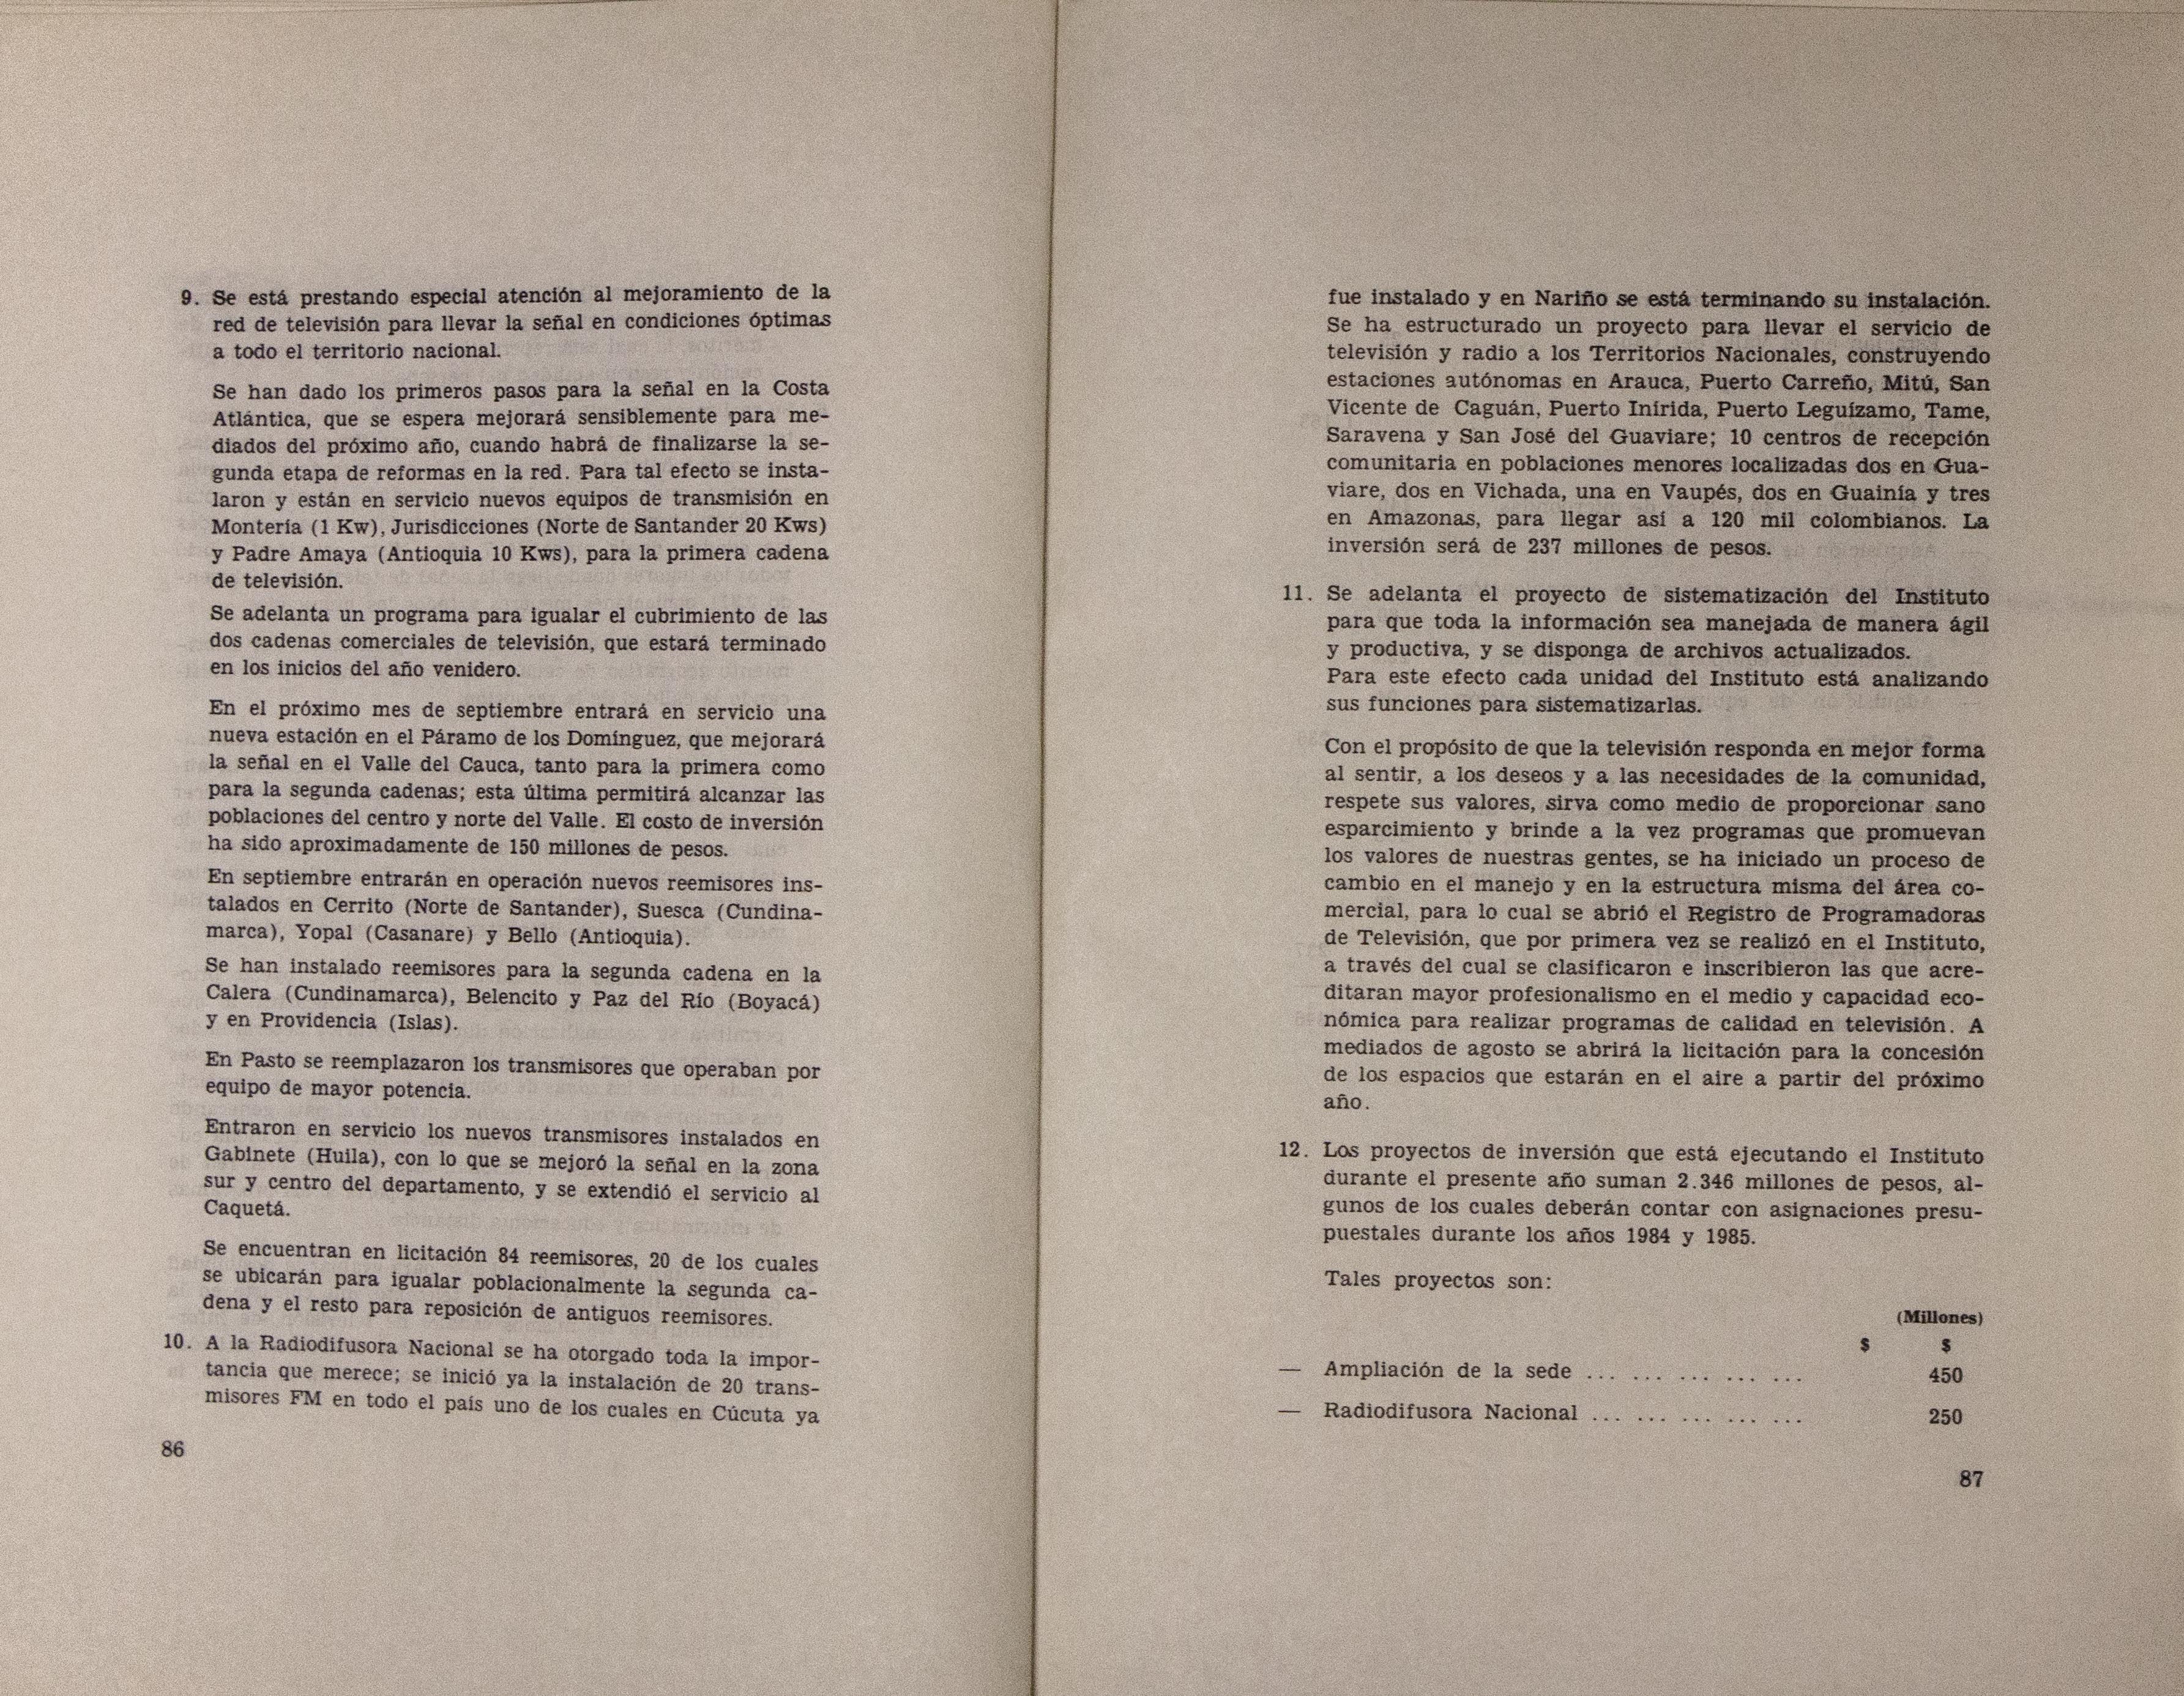 9. Se está prestando especial atención al mejoramiento de la
red de televisión para llevar la señal en condiciones óptimas
a todo el territorio nacional.
Se han dado los primeros pasos para la señal en la Costa
Atlántica, que se espera mejorará sensiblemente para me-
diados del próximo año, cuando habrá de finalizarse la se-
gunda etapa de reformas en la red. Para tal efecto se insta-
laron y están en servicio nuevos equipos de transmisión en
Montería (1 Kw), Jurisdicciones (Norte de Santander 20 Kws)
y Padre Amaya (Antioquia 10 Kws), para la primera cadena
de televisión.
Se adelanta un programa para igualar el cubrimiento de las
dos cadenas comerciales de televisión, que estará terminado
en los inicios del año venidero.
En el próximo mes de septiembre entrará en servicio una
nueva estación en el Páramo de los Domínguez, que mejorará
la señal en el Valle del Cauca, tanto para la primera como
para la segunda cadenas; esta última permitirá alcanzar las
poblaciones del centro y norte del Valle. El costo de inversión
ha sido aproximadamente de 150 millones de pesos.
En septiembre entrarán en operación nuevos reemisores ins-
talados en Cerrito (Norte de Santander), Suesca (Cundina-
marca), Yopal (Casanare) y Bello (Antioquia).
Se han instalado reemisores para la segunda cadena en la
Calera (Cundinamarca), Belencito y Paz del Río (Boyacá)
y en Providencia (Islas).
En Pasto se reemplazaron los transmisores que operaban por
equipo de mayor potencia.
Entraron en servicio los nuevos transmisores instalados en
Gabinete (Huila), con lo que se mejoró la señal en la zona
sur y centro del departamento, y se extendió el servicio al
Caquetá.
Se encuentran en licitación 84 reemisores, 20 de los cuales
se ubicarán para igualar poblacionalmente la segunda ca-
dena y el resto para reposición de antiguos reemisores.
10. A la Radiodifusora Nacional se ha otorgado toda la impor-
tancia que merece; se inició ya la instalación de 20 trans-
misores FM en todo el país uno de los cuales en Cúcuta ya
86
fue instalado y en Nariño se está terminando su instalación.
Se ha estructurado un proyecto para llevar el servicio de
televisión y radio a los Territorios Nacionales, construyendo
estaciones autónomas en Arauca, Puerto Carreño, Mitú, San
Vicente de Caguán, Puerto Inírida, Puerto Leguízamo, Tame,
Saravena y San José del Guaviare; 10 centros de recepción
comunitaria en poblaciones menores localizadas dos en Gua-
viare, dos en Vichada, una en Vaupés, dos en Guainía y tres
en Amazonas, para llegar así a 120 mil colombianos. La
inversión será de 237 millones de pesos.
11. Se adelanta el proyecto de sistematización del Instituto
para que toda la información sea manejada de manera ágil
y productiva, y se disponga de archivos actualizados.
Para este efecto cada unidad del Instituto está analizando
sus funciones para sistematizarlas.
Con el propósito de que la televisión responda en mejor forma
al sentir, a los deseos y a las necesidades de la comunidad,
respete sus valores, sirva como medio de proporcionar sano
esparcimiento y brinde a la vez programas que promuevan
los valores de nuestras gentes, se ha iniciado un proceso de
cambio en el manejo y en la estructura misma del área co-
mercial, para lo cual se abrió el Registro de Programadoras
de Televisión, que por primera vez se realizó en el Instituto,
a través del cual se clasificaron e inscribieron las que acre-
ditaran mayor profesionalismo en el medio y capacidad eco-
nómica para realizar programas de calidad en televisión. A
mediados de agosto se abrirá la licitación para la concesión
de los espacios que estarán en el aire a partir del próximo
año.
12. Los proyectos de inversión que está ejecutando el Instituto
durante el presente año suman 2.346 millones de pesos, al-
gunos de los cuales deberán contar con asignaciones presu-
puestales durante los años 1984 y 1985.
Tales proyectos son:
(Millones)
$ $
— Ampliación de la sede ... ... ... ... ... 450
— Radiodifusora Nacional ... ... ... ... ... 250
87